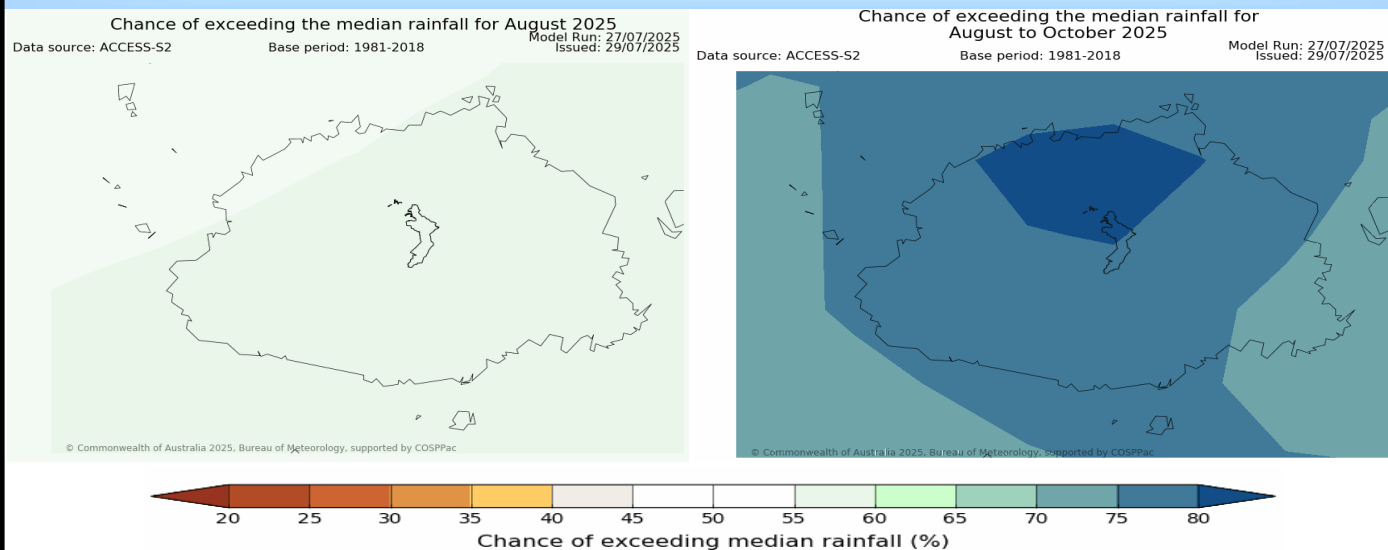 Chance of exceeding the median rainfall for August 2025
Model Run: 27/07/2025
Data source: ACCESS-S2 Base period: 1981-2018 Issued: 29/07/2025
© Commonwealth of Australia 2025, Bureau of Meteorology, supported by COSPPac
Chance of exceeding the median rainfall for
August to October 2025
Model Run: 27/07/2025
Data source: ACCESS-S2 Base period: 1981-2018 Issued: 29/07/2025
© Commonwealth of Australia 2025, Bureau of Meteorology, supported by COSPPac
20 25 30 35 40 45 50 55 60 65 70 75 80
Chance of exceeding median rainfall (%)